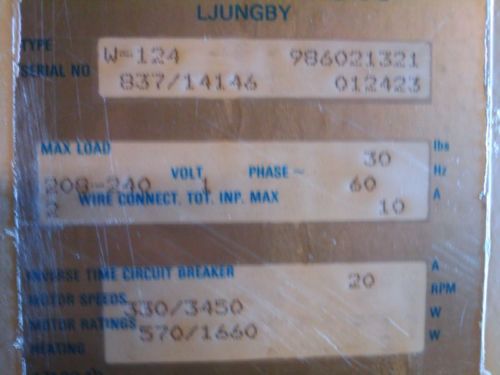 LJUNGBY
TYPE W-124 986021321
SERIAL NO 837/14146 012423
MAX LOAD 30 lbs
208-240 VOLT 1 PHASE ~ 60 Hz
WIRE CONNECT. TOT. INP. MAX 10 A
INVERSE TIME CIRCUIT BREAKER 20 A
MOTOR SPEEDS 330/3450 RPM
MOTOR RATINGS 570/1660 W
HEATING W